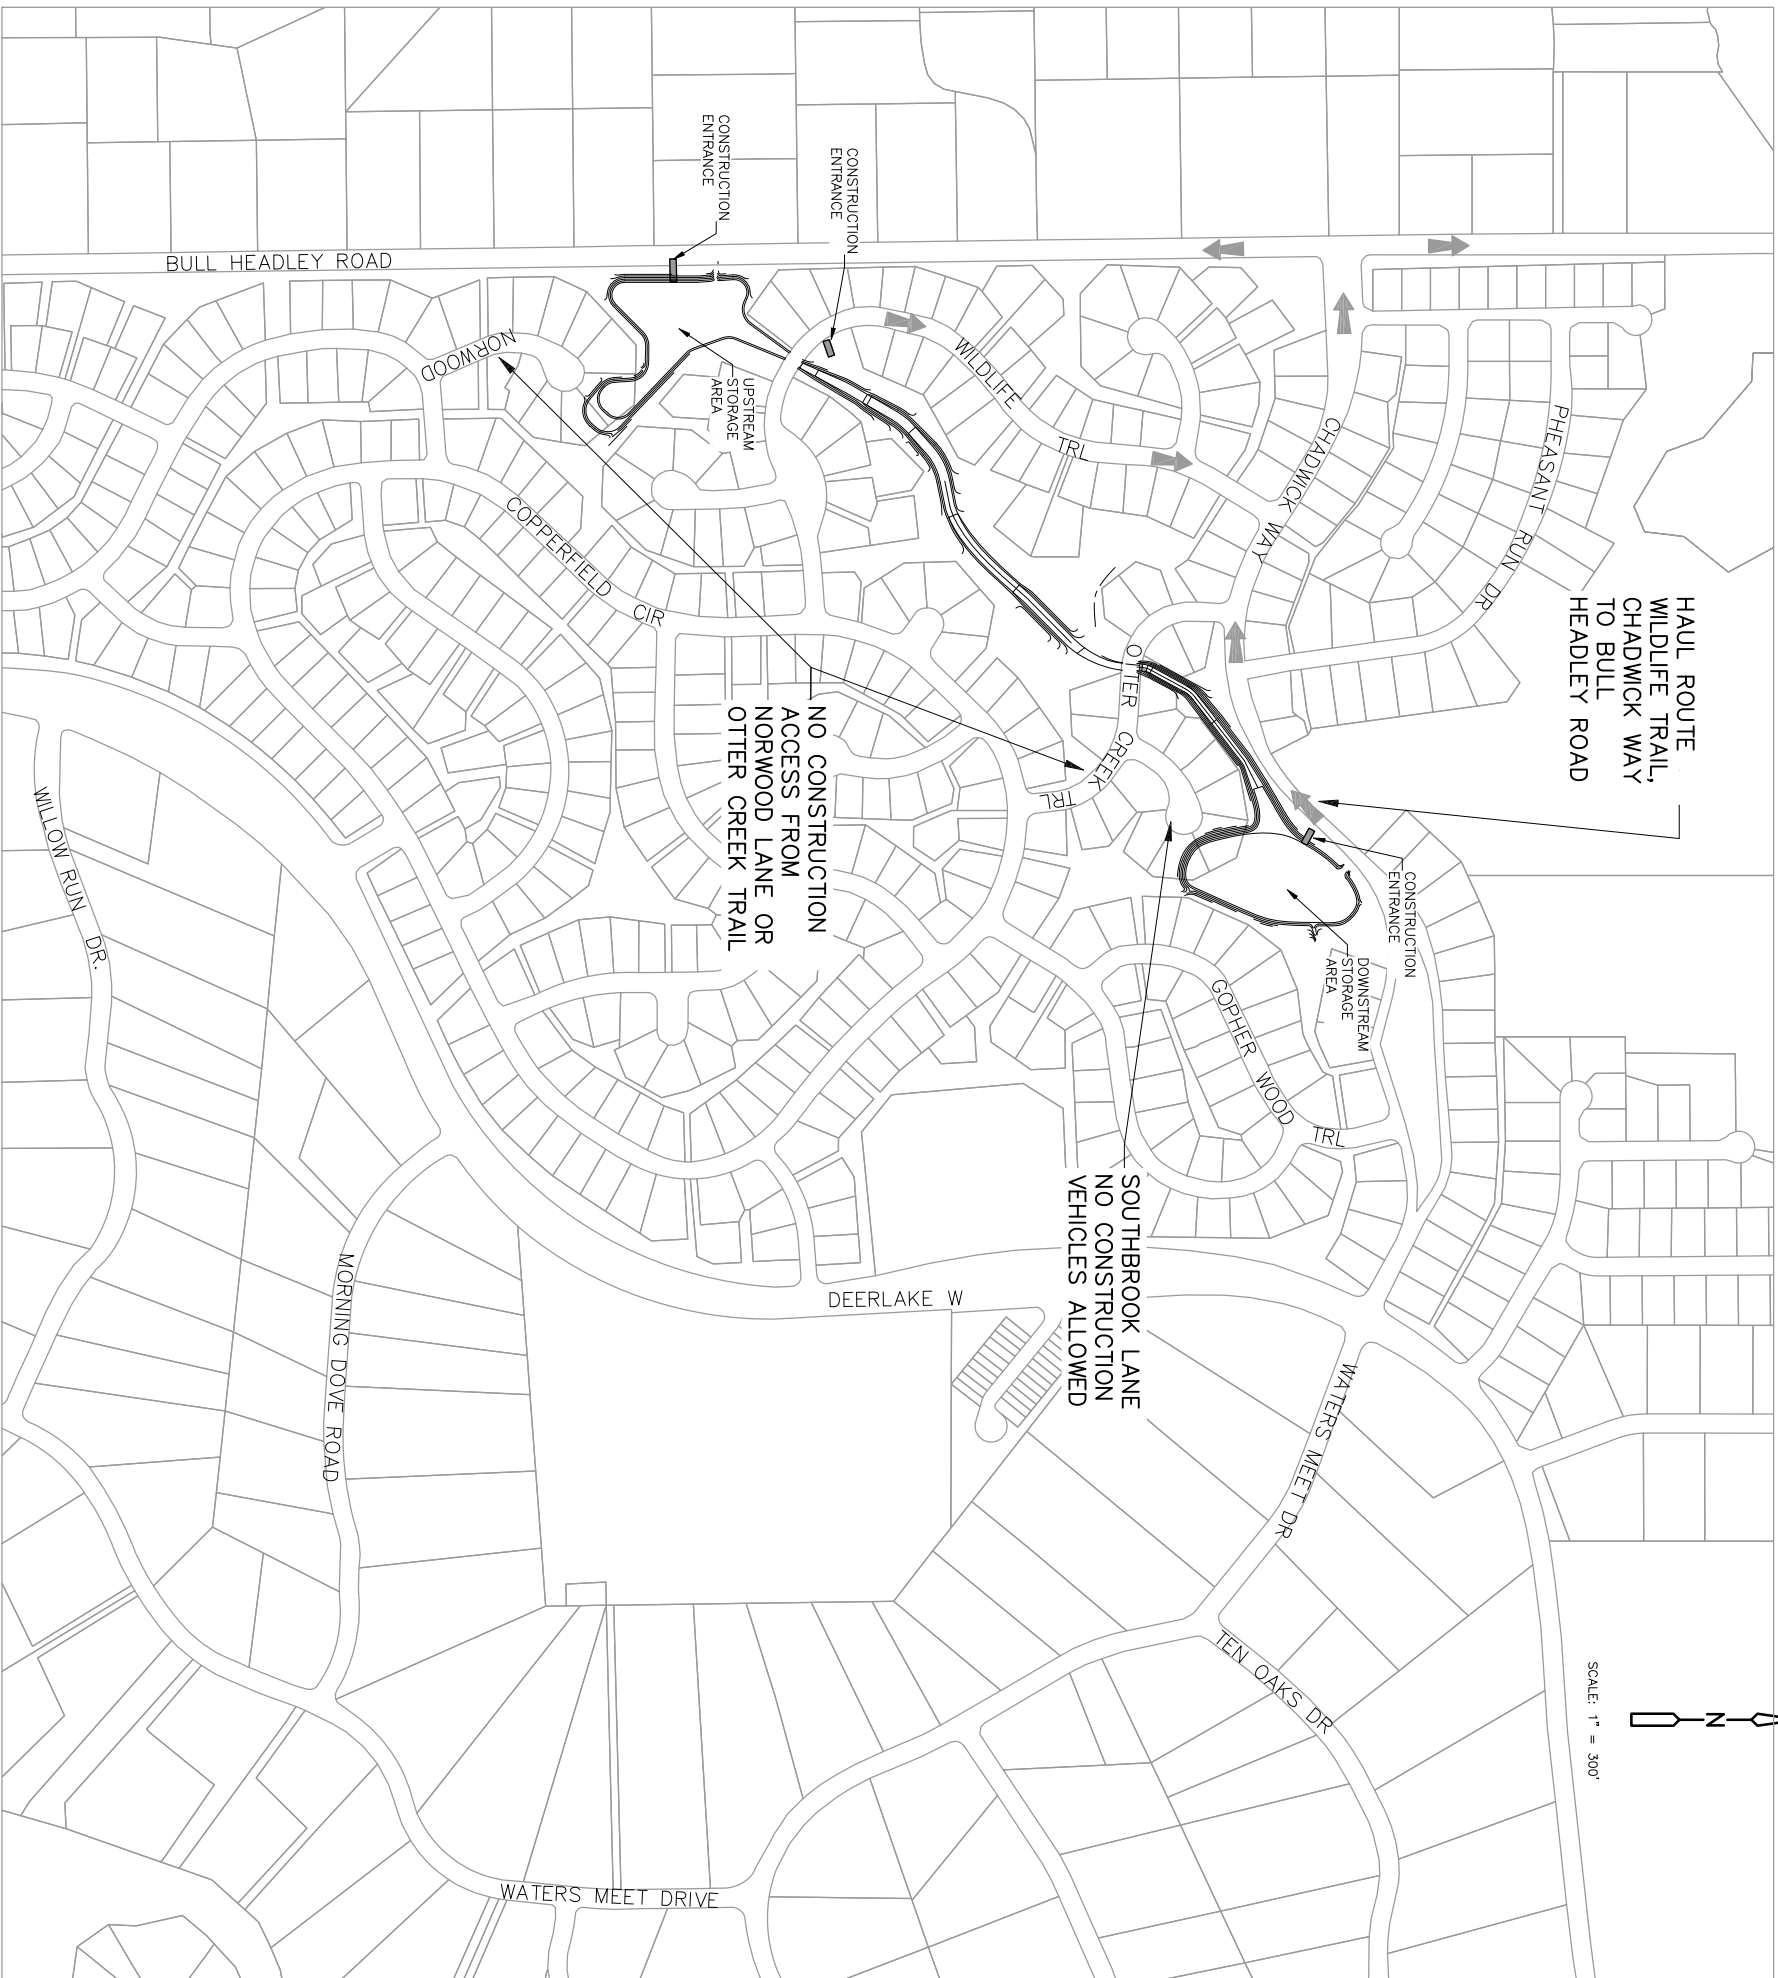 HAUL ROUTE
WILDLIFE TRAIL,
CHADWICK WAY
TO BULL
HEADLEY ROAD
CONSTRUCTION
ENTRANCE
CONSTRUCTION
ENTRANCE
BULL HEADLEY ROAD
NORWOOD
UPSTREAM
STORAGE
AREA
WILDLIFE TRL
CHADWICK WAY
PHEASANT RUN DR
COPPERFIELD CIR
OTTER CREEK TRL
NO CONSTRUCTION
ACCESS FROM
NORWOOD LANE OR
OTTER CREEK TRAIL
CONSTRUCTION
ENTRANCE
DOWNSTREAM
STORAGE
AREA
GOPHER WOOD TRL
SOUTHBROOK LANE
NO CONSTRUCTION
VEHICLES ALLOWED
WILLOW RUN DR.
MORNING DOVE ROAD
DEERLAKE W
WATERS MEET DR
TEN OAKS DR
WATERS MEET DRIVE
N
SCALE: 1" = 300'